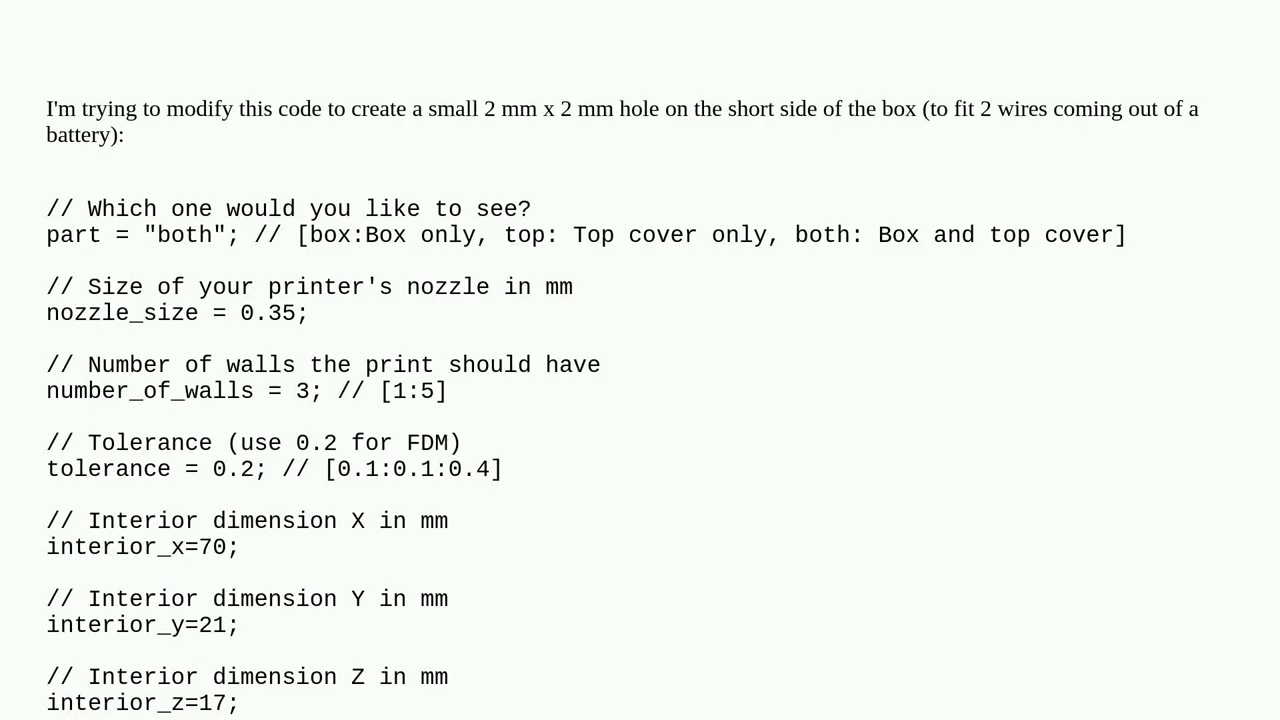 I'm trying to modify this code to create a small 2 mm x 2 mm hole on the short side of the box (to fit 2 wires coming out of a
battery):
// Which one would you like to see?
part = "both"; // [box:Box only, top: Top cover only, both: Box and top cover]
// Size of your printer's nozzle in mm
nozzle_size = 0.35;
// Number of walls the print should have
number_of_walls = 3; // [1:5]
// Tolerance (use 0.2 for FDM)
tolerance = 0.2; // [0.1:0.1:0.4]
// Interior dimension X in mm
interior_x=70;
// Interior dimension Y in mm
interior_y=21;
// Interior dimension Z in mm
interior_z=17;